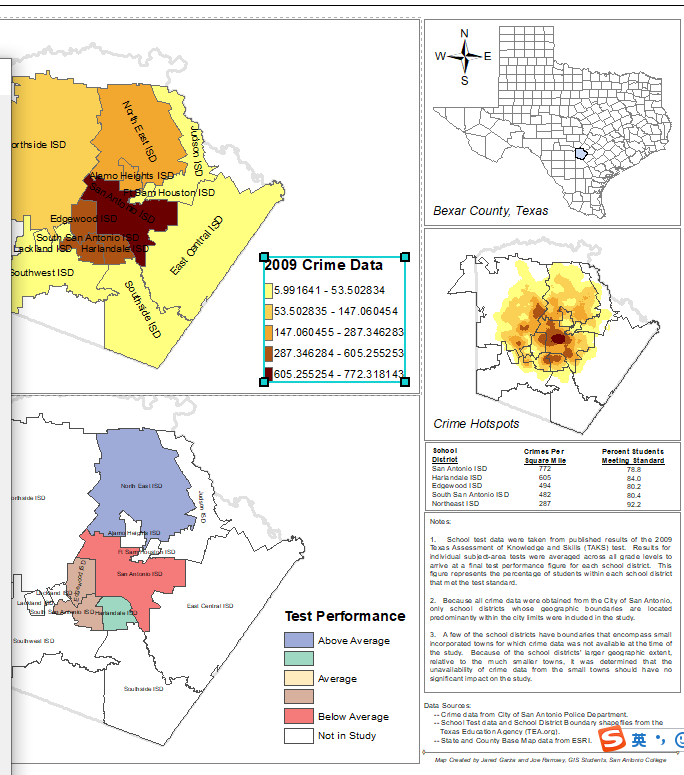 orthside ISD
North East ISD
Judson ISD
Alamo Heights ISD
San Antonio ISD
Ft Sam Houston ISD
Edgewood ISD
South San Antonio ISD
Lackland ISD
Harlandale ISD
East Central ISD
Southwest ISD
Southside ISD
2009 Crime Data
5.991641 - 53.502834
53.502835 - 147.060454
147.060455 - 287.346283
287.346284 - 605.255253
605.255254 - 772.318143
N
W
E
S
Bexar County, Texas
Crime Hotspots
School District
Crimes Per Square Mile
Percent Students Meeting Standard
San Antonio ISD 772 78.8
Harlandale ISD 605 84.0
Edgewood ISD 494 80.2
South San Antonio ISD 482 80.4
Northeast ISD 287 92.2
Notes:
1. School test data were taken from published results of the 2009
Texas Assessment of Knowledge and Skills (TAKS) test. Results for
individual subject-area tests were averaged across all grade levels to
arrive at a final test performance figure for each school district. This
figure represents the percentage of students within each school district
that met the test standard.
2. Because all crime data were obtained from the City of San Antonio,
only school districts whose geographic boundaries are located
predominantly within the city limits were included in the study.
3. A few of the school districts have boundaries that encompass small
incorporated towns for which crime data was not available at the time of
the study. Because of the school districts' larger geographic extent,
relative to the much smaller towns, it was determined that the
unavailability of crime data from the small towns should have no
significant impact on the study.
Data Sources:
-- Crime data from City of San Antonio Police Department.
-- School Test data and School District Boundary shapefiles from the
Texas Education Agency (TEA.org).
-- State and County Base Map data from ESRI.
Map Created by Jared Garza and Joe Ramsey, GIS Students, San Antonio College
英
orthside ISD
North East ISD
Judson ISD
Alamo Heights ISD
Ft Sam Houston ISD
San Antonio ISD
Edgewood ISD
Lackland ISD
Lackland ISD
South San Antonio ISD
Harlandale ISD
East Central ISD
Southwest ISD
Southside ISD
Test Performance
Above Average
Average
Below Average
Not in Study